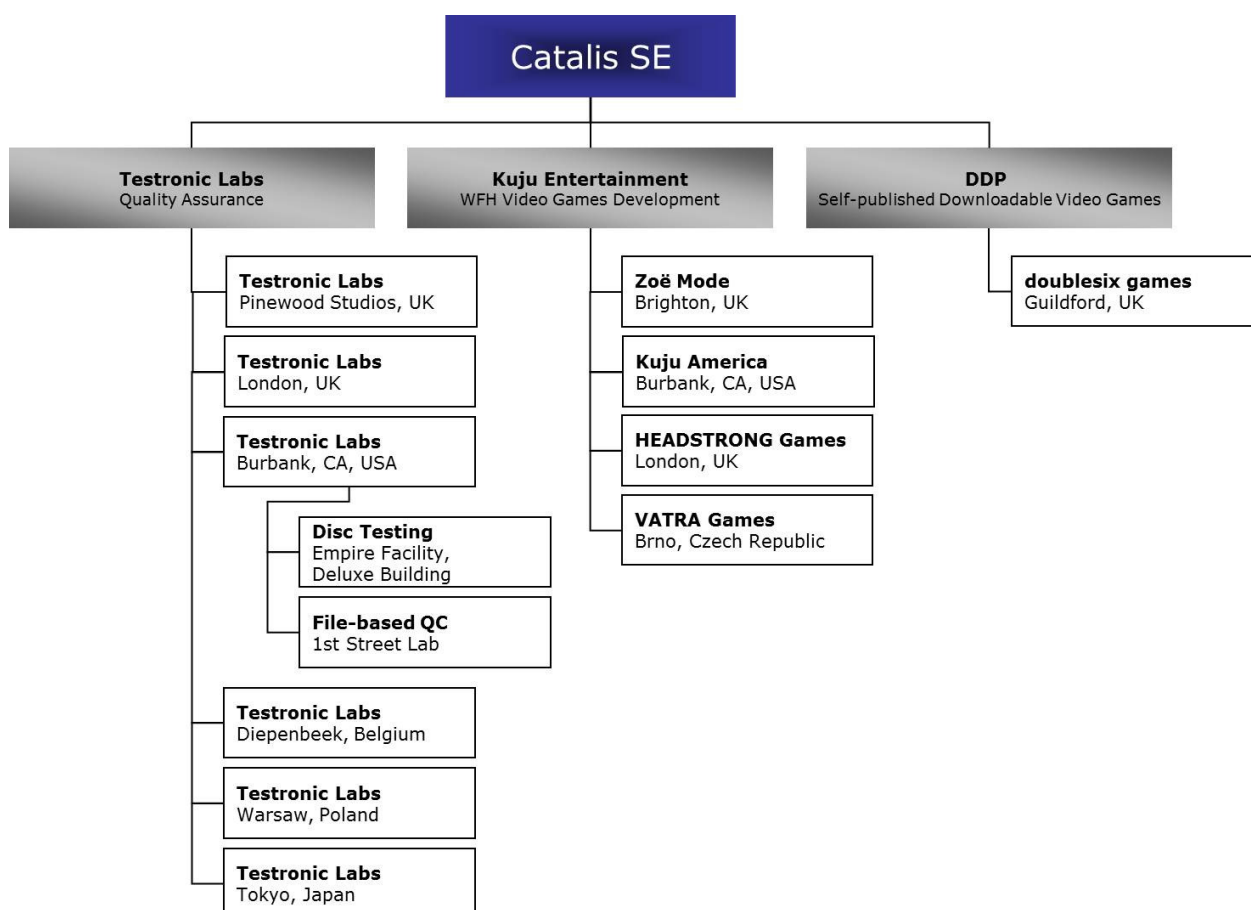 Catalis SE
Testronic Labs
Quality Assurance
Kuju Entertainment
WFH Video Games Development
DDP
Self-published Downloadable Video Games
Testronic Labs
Pinewood Studios, UK
Testronic Labs
London, UK
Testronic Labs
Burbank, CA, USA
Disc Testing
Empire Facility,
Deluxe Building
File-based QC
1st Street Lab
Testronic Labs
Diepenbeek, Belgium
Testronic Labs
Warsaw, Poland
Testronic Labs
Tokyo, Japan
Zoë Mode
Brighton, UK
Kuju America
Burbank, CA, USA
HEADSTRONG Games
London, UK
VATRA Games
Brno, Czech Republic
doublesix games
Guildford, UK